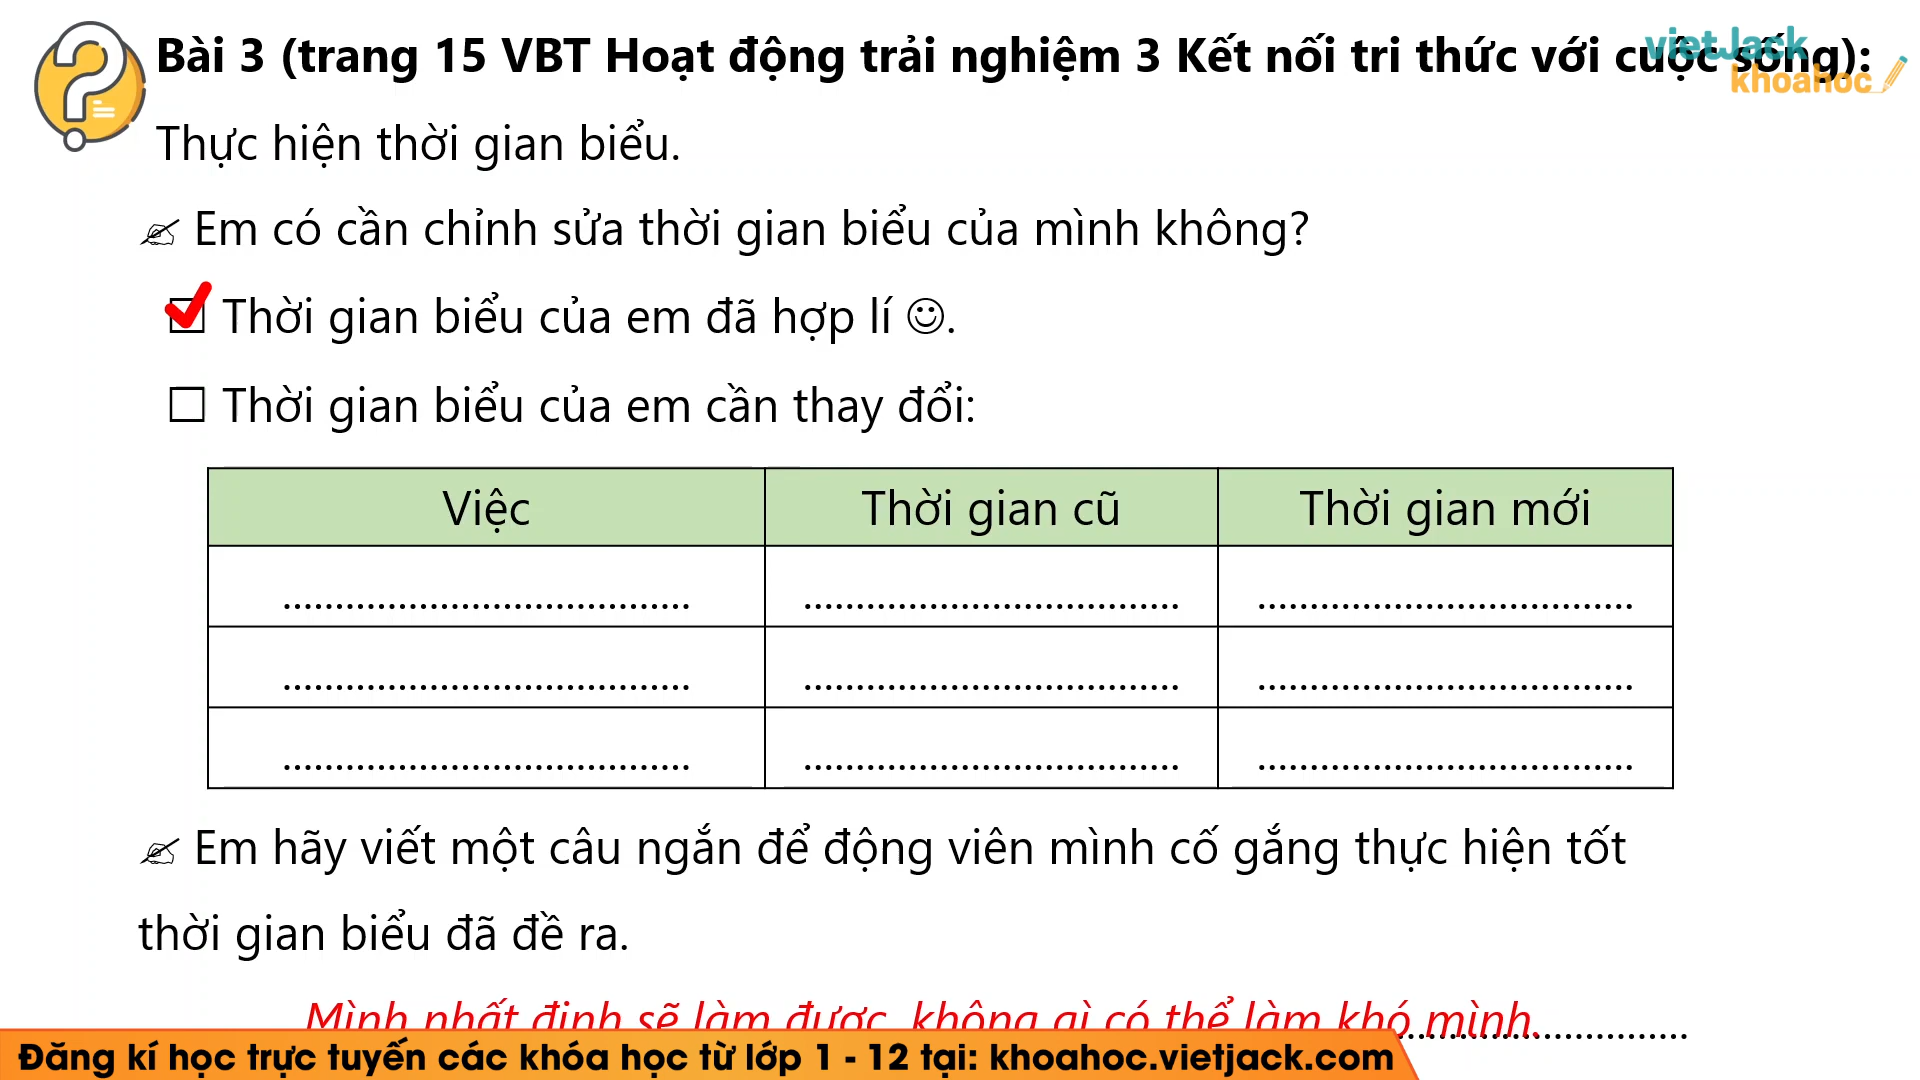 Bài 3 (trang 15 VBT Hoạt động trải nghiệm 3 Kết nối tri thức với cuộc sống):
vietJack
khoahoc
Thực hiện thời gian biểu.
Em có cần chỉnh sửa thời gian biểu của mình không?
☐ Thời gian biểu của em đã hợp lí ☺.
☐ Thời gian biểu của em cần thay đổi:
Việc Thời gian cũ Thời gian mới
....................................... .................................... ....................................
....................................... .................................... ....................................
....................................... .................................... ....................................
Em hãy viết một câu ngắn để động viên mình cố gắng thực hiện tốt
thời gian biểu đã đề ra.
Mình nhất định sẽ làm được, không gì có thể làm khó mình.
Đăng kí học trực tuyến các khóa học từ lớp 1 - 12 tại: khoahoc.vietjack.com